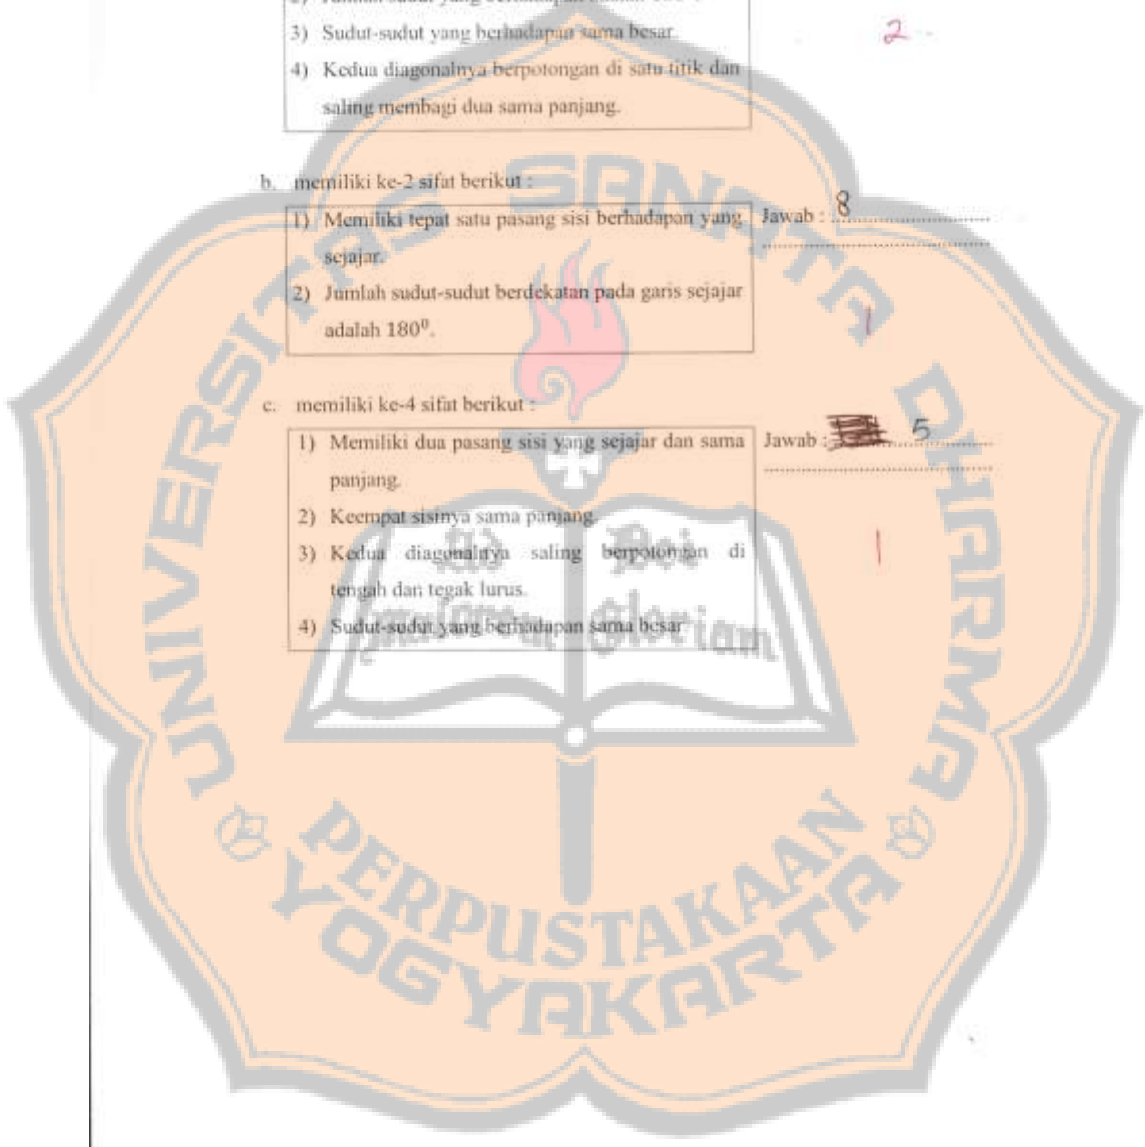 3) Sudut-sudut yang berhadapan sama besar.
2
4) Kedua diagonalnya berpotongan di satu titik dan
saling membagi dua sama panjang.
b. memiliki ke-2 sifat berikut :
1) Memiliki tepat satu pasang sisi berhadapan yang
sejajar.
Jawab : 8
2) Jumlah sudut-sudut berdekatan pada garis sejajar
adalah 180⁰.
1
c. memiliki ke-4 sifat berikut :
1) Memiliki dua pasang sisi yang sejajar dan sama
panjang.
Jawab : 5
2) Keempat sisinya sama panjang.
3) Kedua diagonalnya saling berpotongan di
tengah dan tegak lurus.
1
4) Sudut-sudut yang berhadapan sama besar
UNIVERSITAS SANATA DHARMA
Ad Dei
Gloriam
PERPUSTAKAAN
YOGYAKARTA